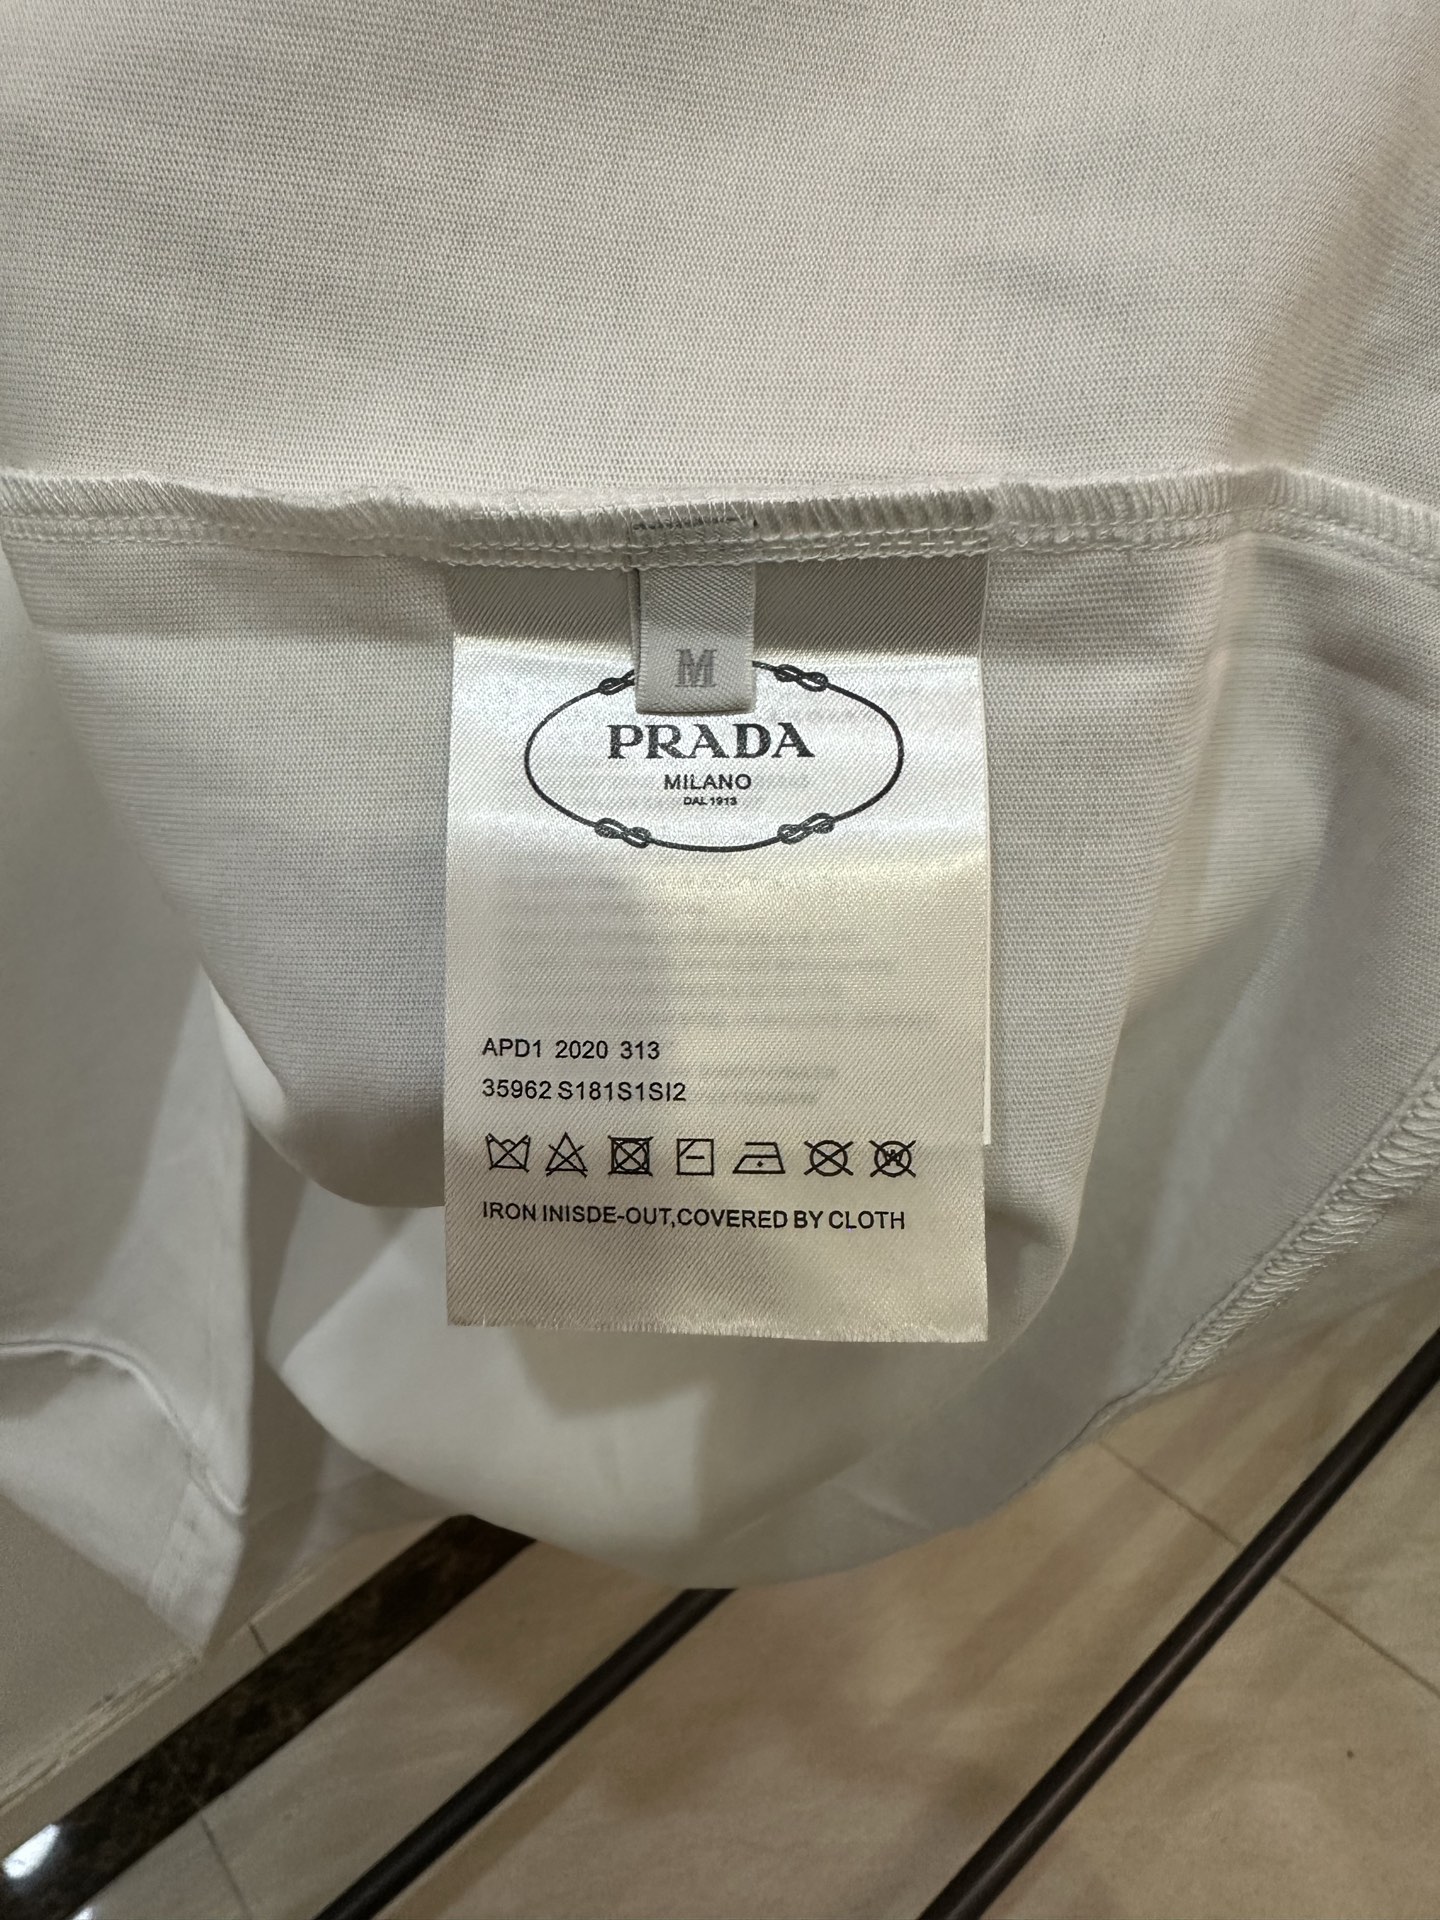 M
PRADA
MILANO
DAL 1913
APD1 2020 313
35962 S181S1SI2
IRON INISDE-OUT,COVERED BY CLOTH